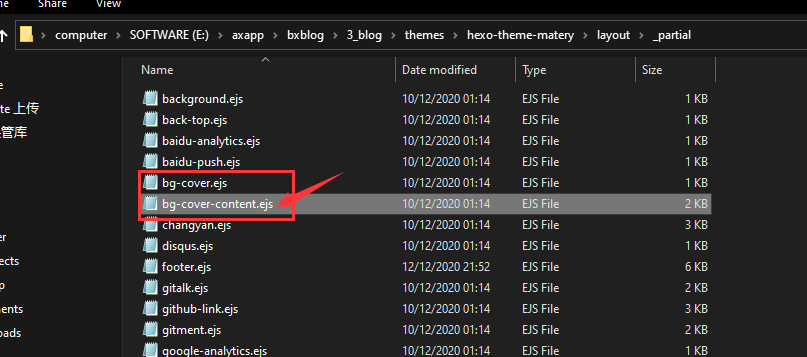 Home Share View
computer SOFTWARE (E:) axapp bxblog 3_blog themes hexo-theme-matery layout _partial
Name Date modified Type Size
background.ejs 10/12/2020 01:14 EJS File 1 KB
te 上传 back-top.ejs 10/12/2020 01:14 EJS File 1 KB
管库 baidu-analytics.ejs 10/12/2020 01:14 EJS File 1 KB
baidu-push.ejs 10/12/2020 01:14 EJS File 1 KB
bg-cover.ejs 10/12/2020 01:14 EJS File 1 KB
bg-cover-content.ejs 10/12/2020 01:14 EJS File 2 KB
changyan.ejs 10/12/2020 01:14 EJS File 3 KB
disqus.ejs 10/12/2020 01:14 EJS File 1 KB
footer.ejs 12/12/2020 21:52 EJS File 6 KB
ects gitalk.ejs 10/12/2020 01:14 EJS File 2 KB
github-link.ejs 10/12/2020 01:14 EJS File 3 KB
ments gitment.ejs 10/12/2020 01:14 EJS File 2 KB
oads google-analytics.ejs 10/12/2020 01:14 EJS File 1 KB